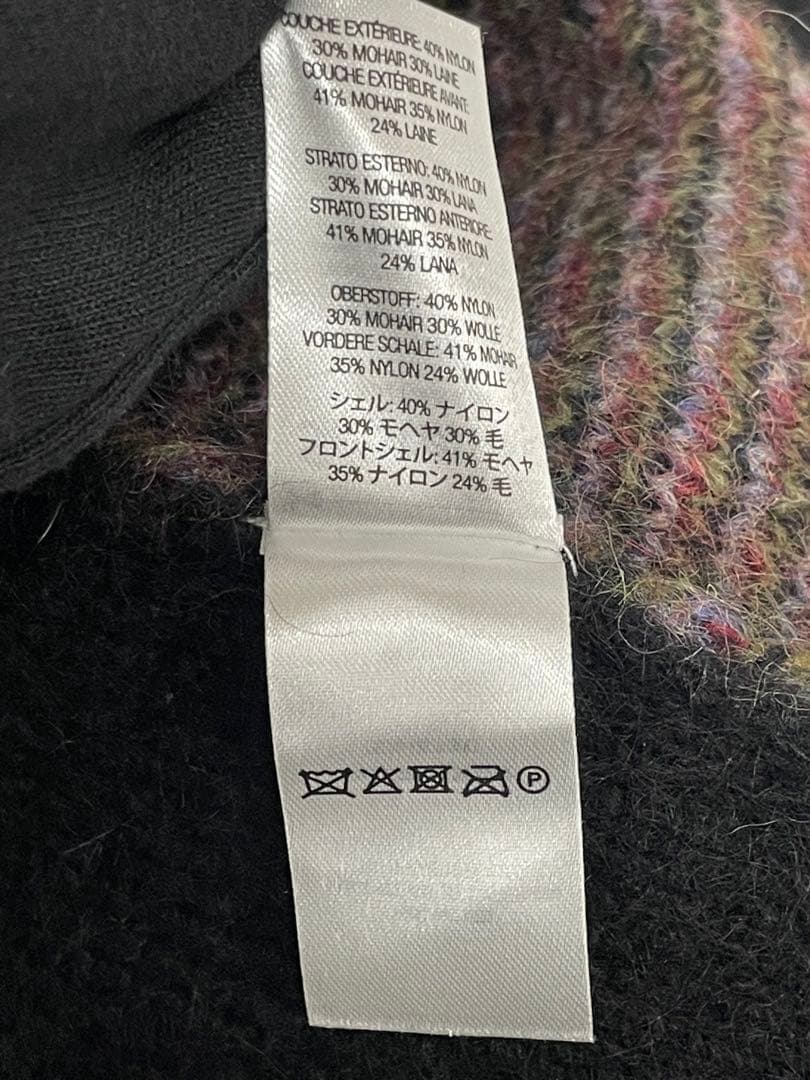 COUCHE EXTÉRIEURE 40% NYLON
30% MOHAIR 30% LAINE
COUCHE EXTÉRIEURE AVANT:
41% MOHAIR 35% NYLON
24% LAINE
STRATO ESTERNO: 40% NYLON
30% MOHAIR 30% LANA
STRATO ESTERNO ANTERIORE
41% MOHAIR 35% NYLON
24% LANA
OBERSTOFF: 40% NYLON
30% MOHAIR 30% WOLLE
VORDERE SCHALE: 41% MOHAIR
35% NYLON 24% WOLLE
シェル: 40% ナイロン
30% モヘヤ 30% 毛
フロントシェル: 41% モヘヤ
35% ナイロン 24% 毛
P